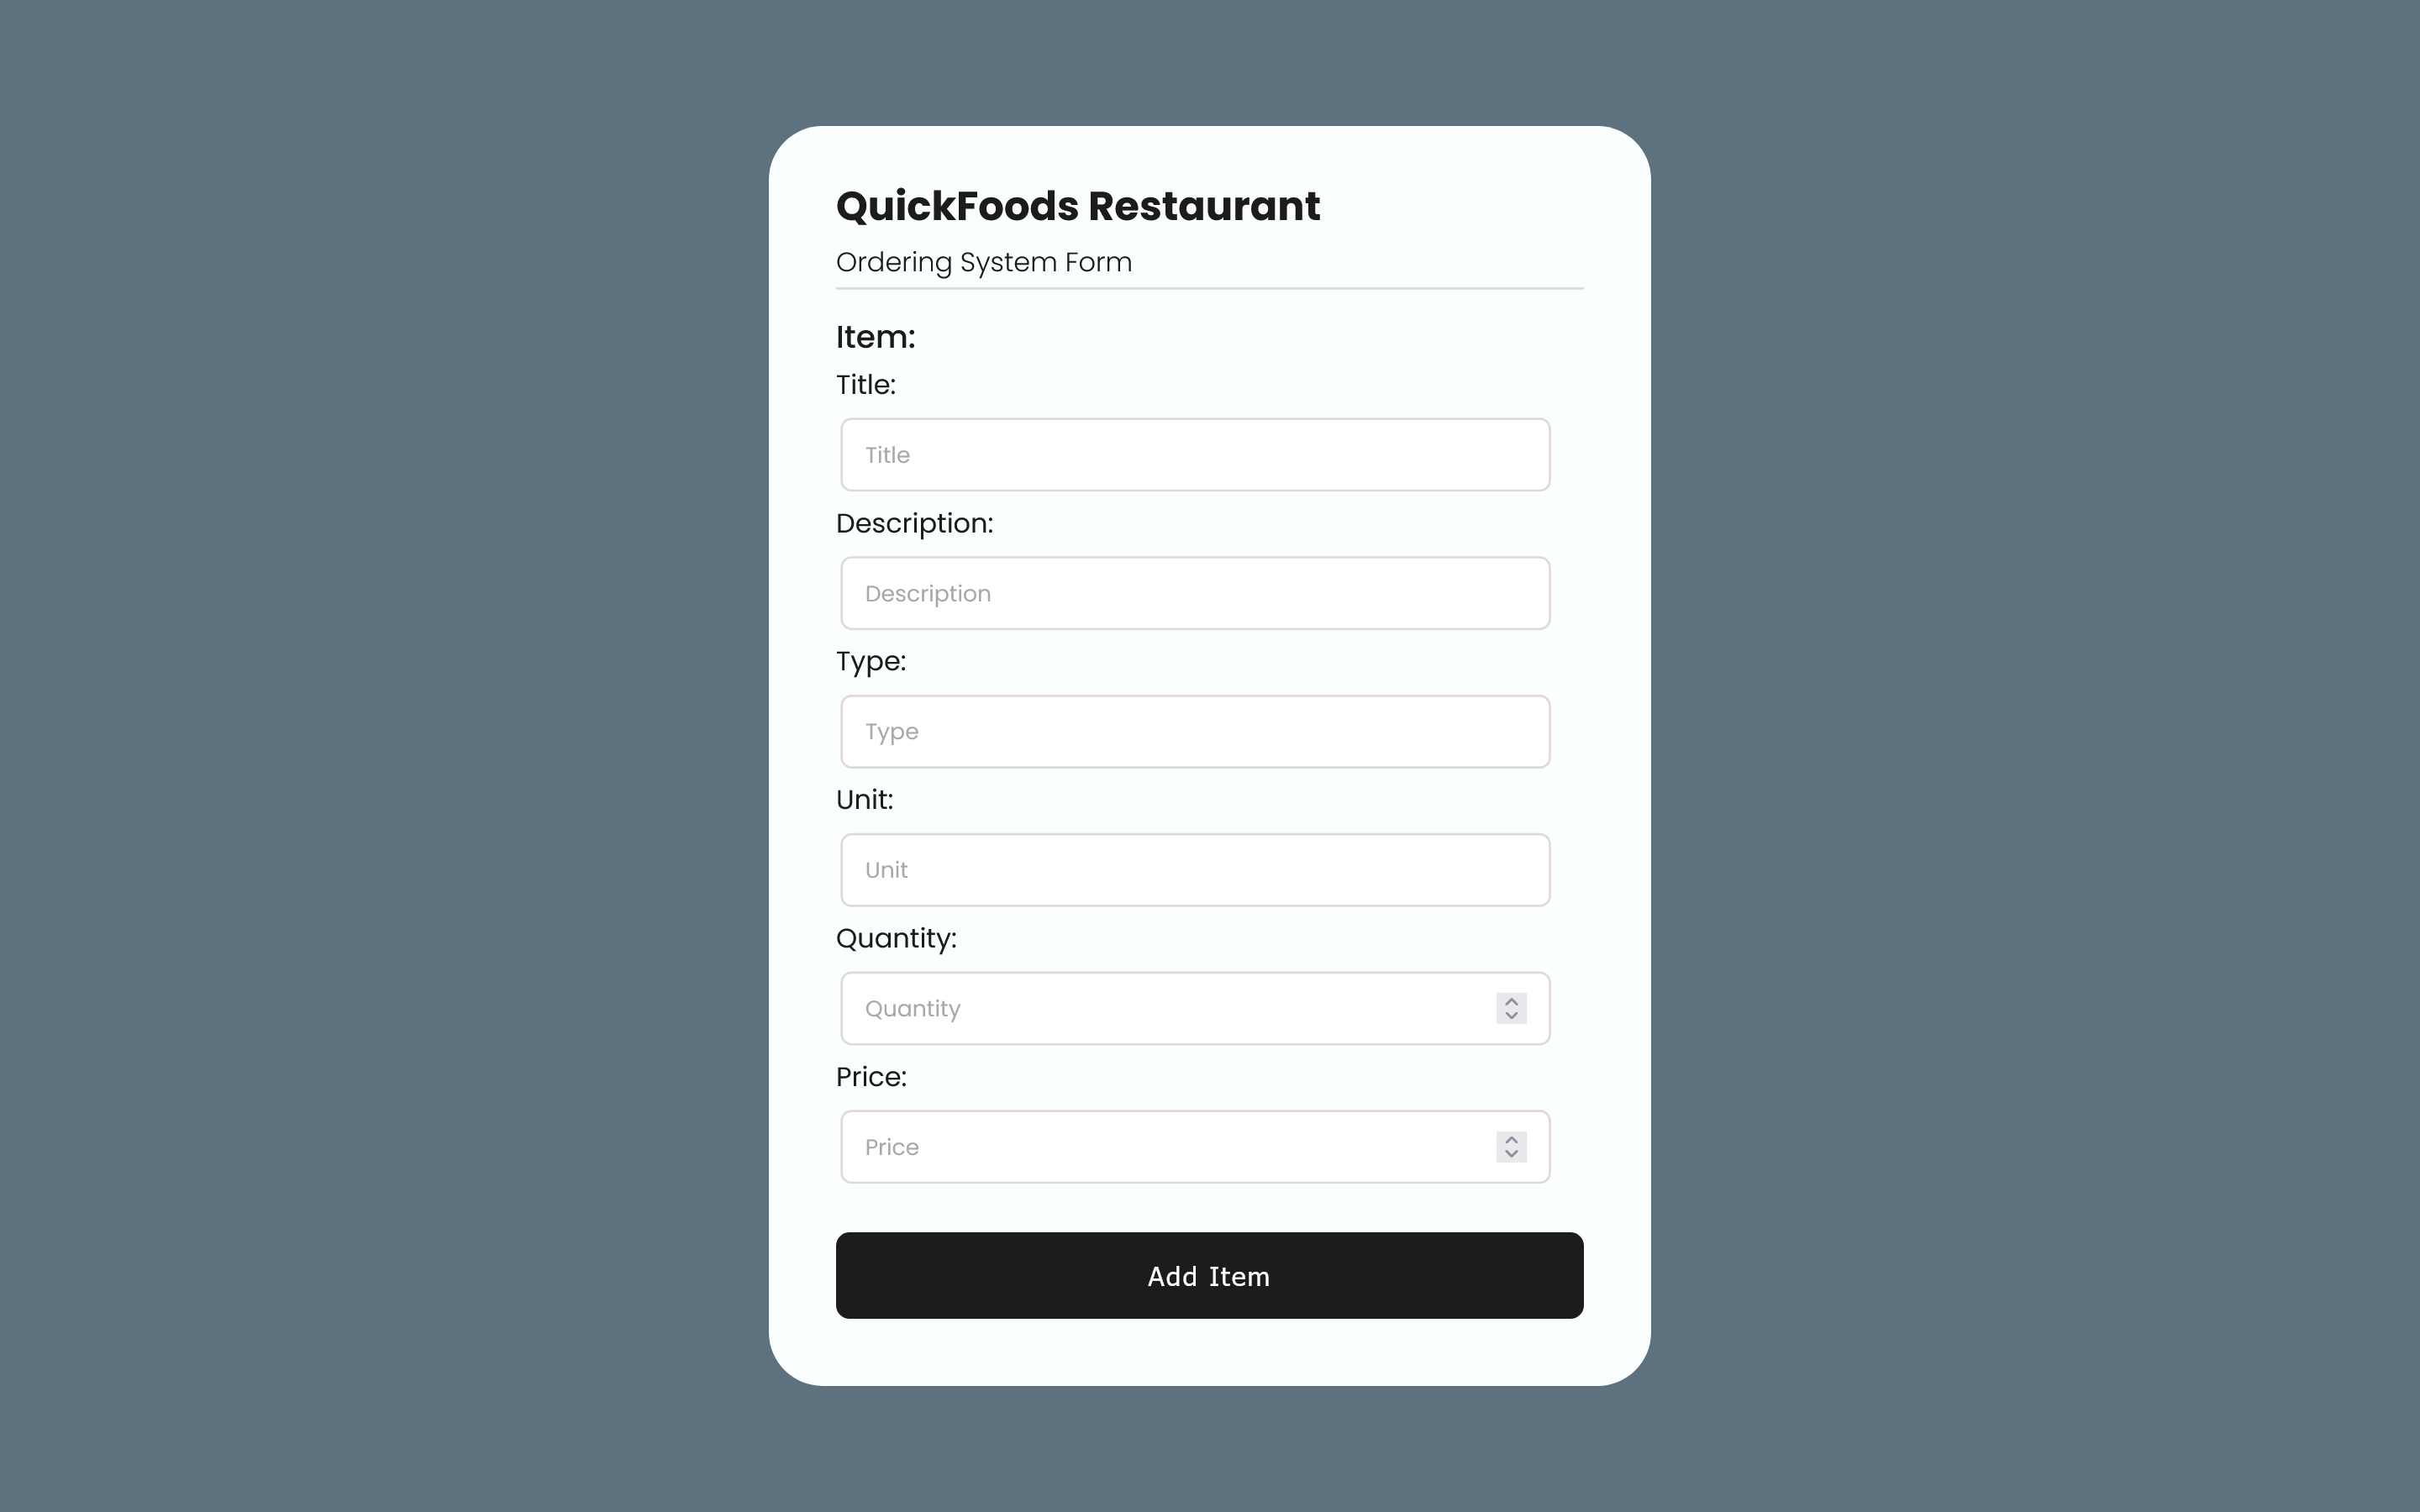 QuickFoods Restaurant
Ordering System Form
Item:
Title:
Title
Description:
Description
Type:
Type
Unit:
Unit
Quantity:
Quantity
Price:
Price
Add Item